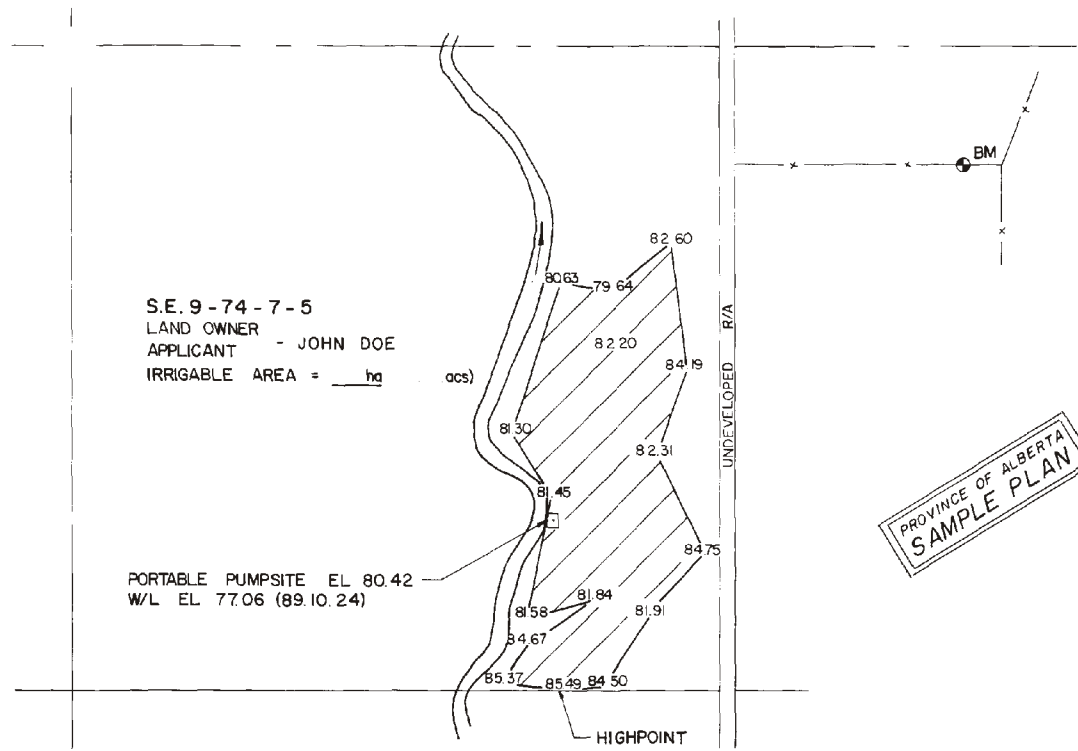 BM
82.60
80.63
79.64
S.E. 9-74-7-5
LAND OWNER
APPLICANT - JOHN DOE
IRRIGABLE AREA = ___ ha acs)
82.20
84.19
UNDEVELOPED R/A
81.30
82.31
81.45
PROVINCE OF ALBERTA
SAMPLE PLAN
84.75
PORTABLE PUMPSITE EL 80.42
W/L EL 77.06 (89.10.24)
81.58
81.84
81.91
84.67
85.37
85.49
84.50
HIGHPOINT